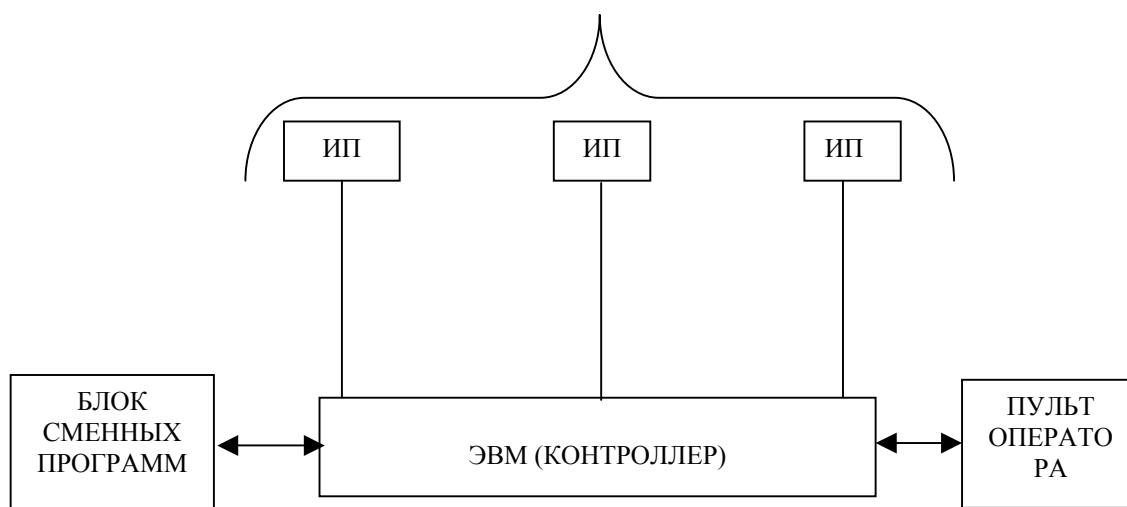 ИП
ИП
ИП
БЛОК
СМЕННЫХ
ПРОГРАММ
ЭВМ (КОНТРОЛЛЕР)
ПУЛЬТ
ОПЕРАТО
РА